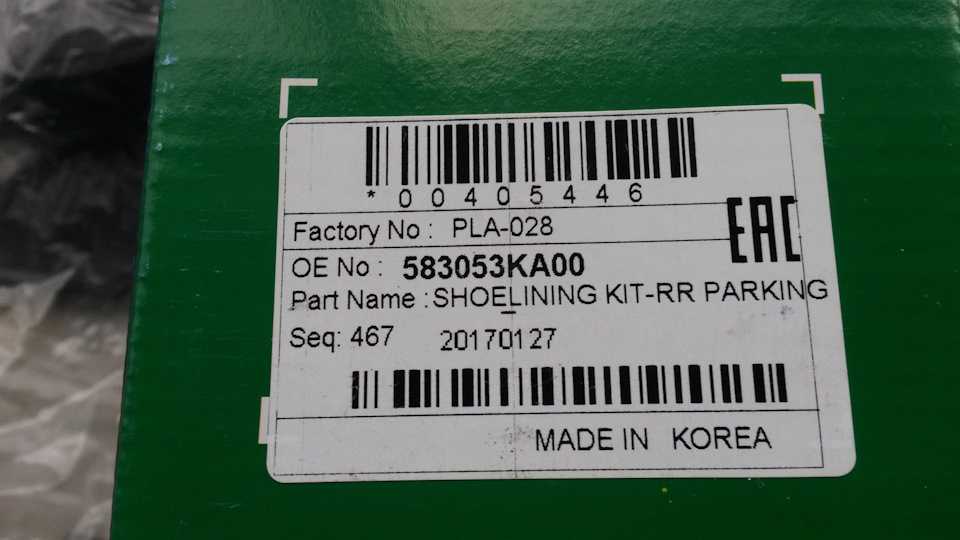 *00405446
Factory No : PLA-028
EAC
OE No : 583053KA00
Part Name :SHOELINING KIT-RR PARKING
Seq: 467 20170127
MADE IN KOREA